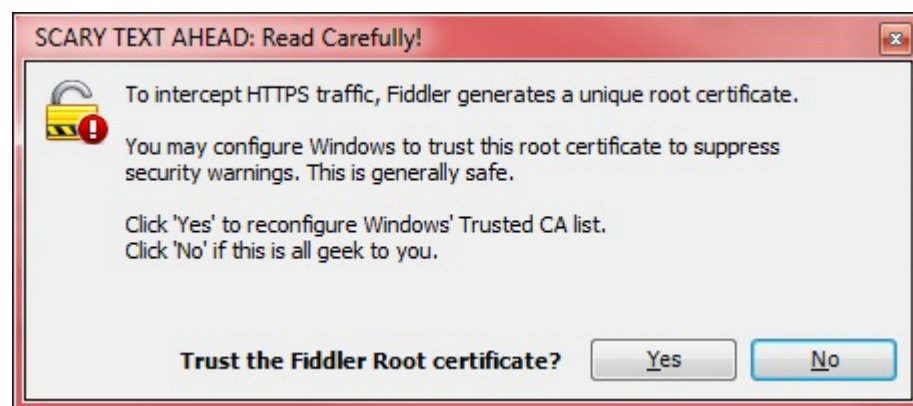 SCARY TEXT AHEAD: Read Carefully!
To intercept HTTPS traffic, Fiddler generates a unique root certificate.
You may configure Windows to trust this root certificate to suppress
security warnings. This is generally safe.
Click 'Yes' to reconfigure Windows' Trusted CA list.
Click 'No' if this is all geek to you.
Trust the Fiddler Root certificate? Yes No